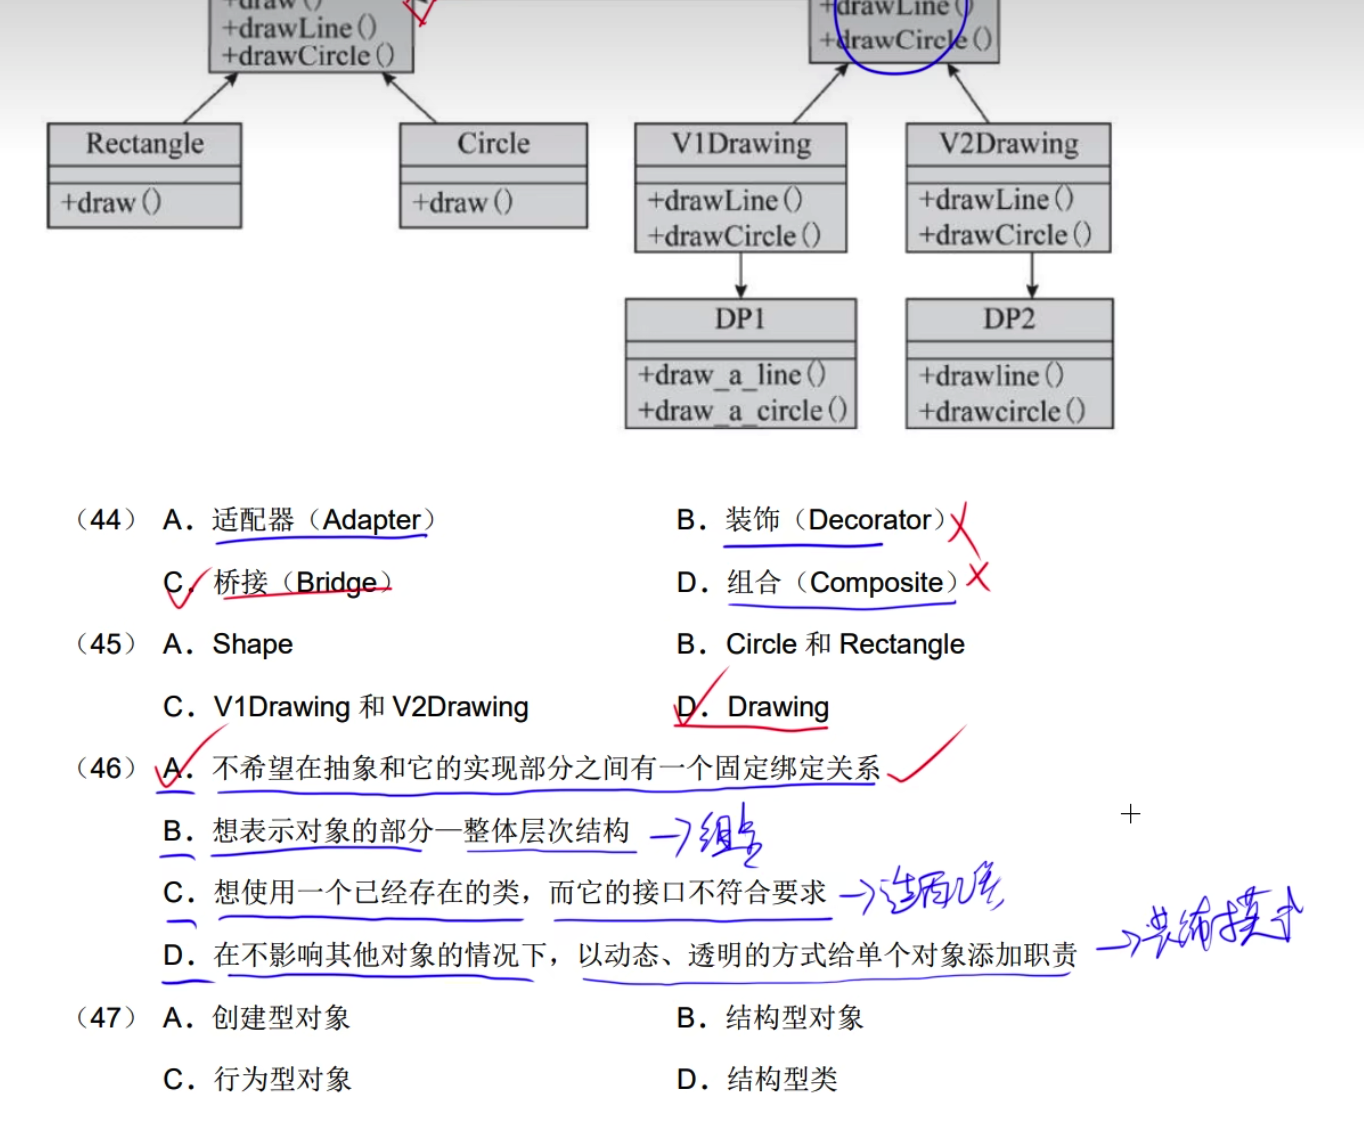 +draw()
+drawLine()
+drawCircle()
+drawLine()
+drawCircle()
Rectangle
+draw()
Circle
+draw()
V1Drawing
+drawLine()
+drawCircle()
V2Drawing
+drawLine()
+drawCircle()
DP1
+draw_a_line()
+draw_a_circle()
DP2
+drawline()
+drawcircle()
（44） A．适配器（Adapter） B．装饰（Decorator）
C．桥接（Bridge） D．组合（Composite）
（45） A．Shape B．Circle 和 Rectangle
C．V1Drawing 和 V2Drawing D．Drawing
（46） A．不希望在抽象和它的实现部分之间有一个固定绑定关系
B．想表示对象的部分—整体层次结构 →组合
C．想使用一个已经存在的类，而它的接口不符合要求 →适配器
D．在不影响其他对象的情况下，以动态、透明的方式给单个对象添加职责 →装饰模式
（47） A．创建型对象 B．结构型对象
C．行为型对象 D．结构型类